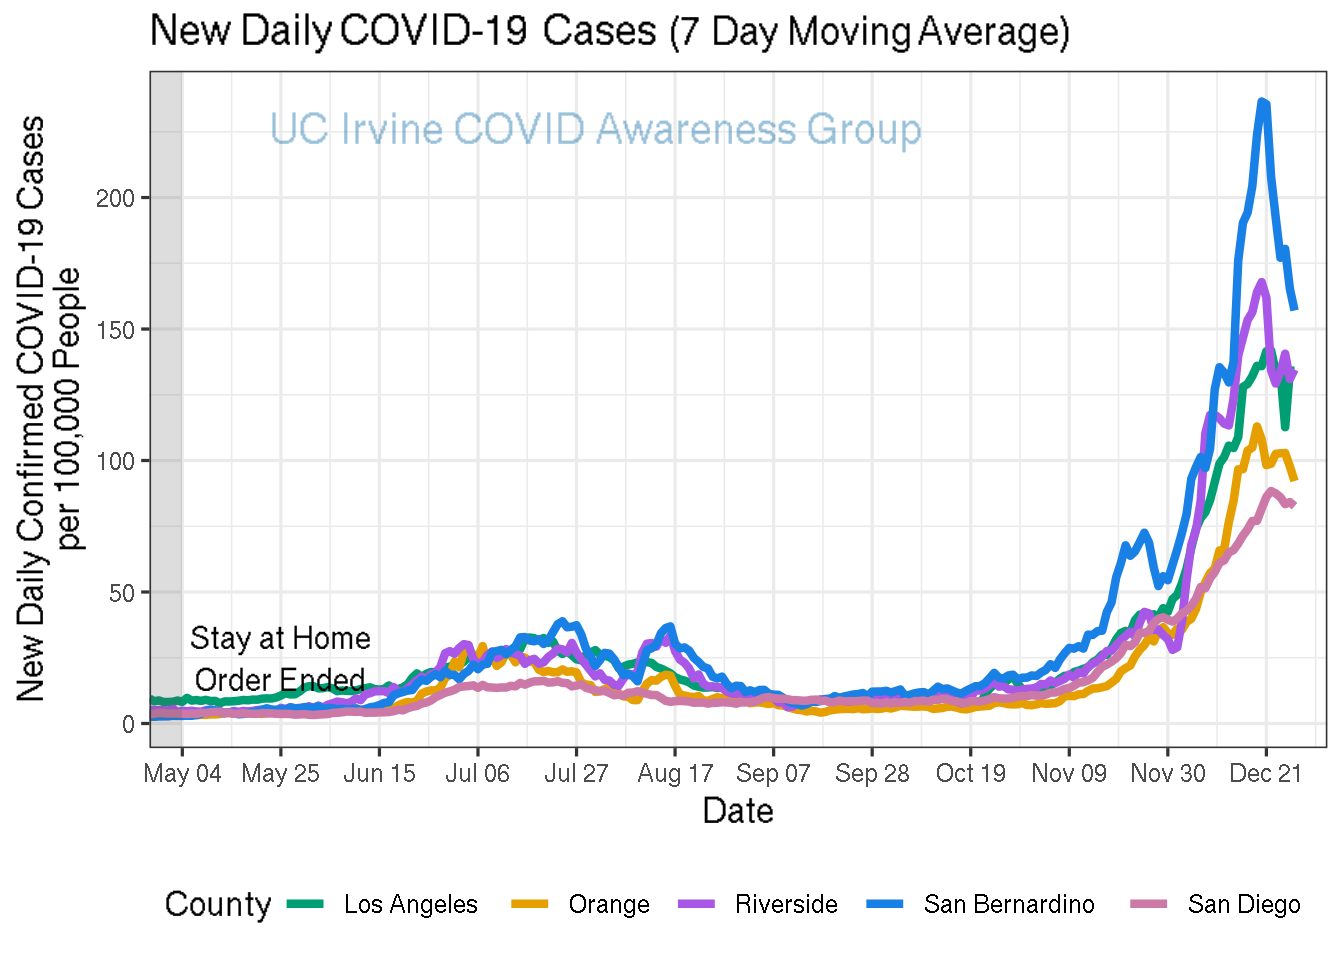 New Daily COVID-19 Cases (7 Day Moving Average)
UC Irvine COVID Awareness Group
New Daily Confirmed COVID-19 Cases
per 100,000 People
200
150
100
50
0
Stay at Home
Order Ended
May 04 May 25 Jun 15 Jul 06 Jul 27 Aug 17 Sep 07 Sep 28 Oct 19 Nov 09 Nov 30 Dec 21
Date
County Los Angeles Orange Riverside San Bernardino San Diego